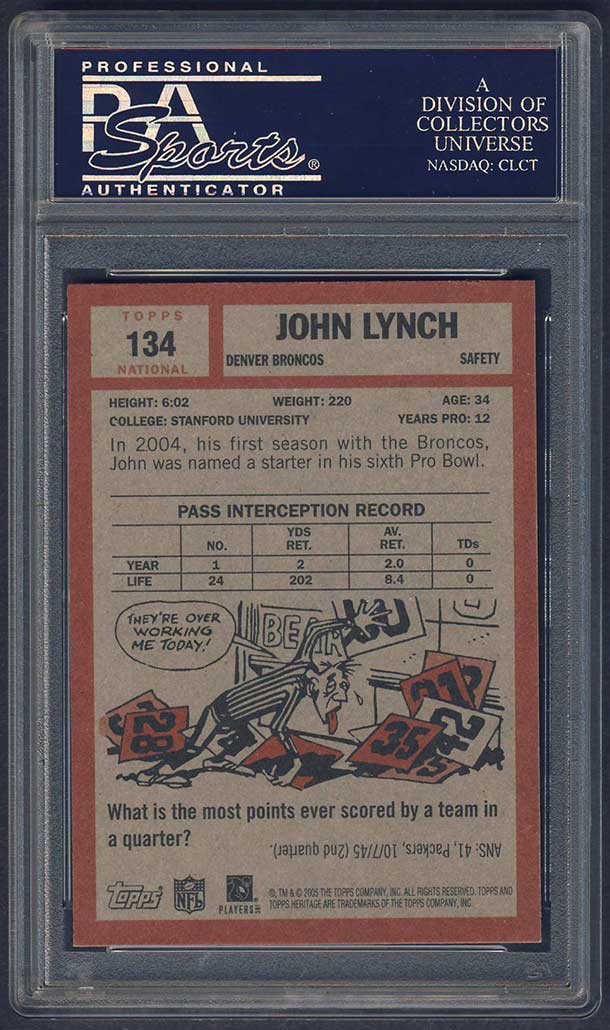 PROFESSIONAL
PSA
Sports®
AUTHENTICATOR
A
DIVISION OF
COLLECTORS
UNIVERSE
NASDAQ: CLCT
TOPPS
134
NATIONAL
JOHN LYNCH
DENVER BRONCOS SAFETY
HEIGHT: 6:02 WEIGHT: 220 AGE: 34
COLLEGE: STANFORD UNIVERSITY YEARS PRO: 12
In 2004, his first season with the Broncos,
John was named a starter in his sixth Pro Bowl.
PASS INTERCEPTION RECORD
NO. YDS RET. AV. RET. TDs
YEAR 1 2 2.0 0
LIFE 24 202 8.4 0
THEY'RE OVER
WORKING
ME TODAY!
BEAR
28
35
42
What is the most points ever scored by a team in
a quarter?
ANS: 41, Packers, 10/7/45 (2nd quarter).
Topps
NFL
PLAYERS
®, TM & © 2005 THE TOPPS COMPANY, INC. ALL RIGHTS RESERVED. TOPPS AND
TOPPS HERITAGE ARE TRADEMARKS OF THE TOPPS COMPANY, INC.